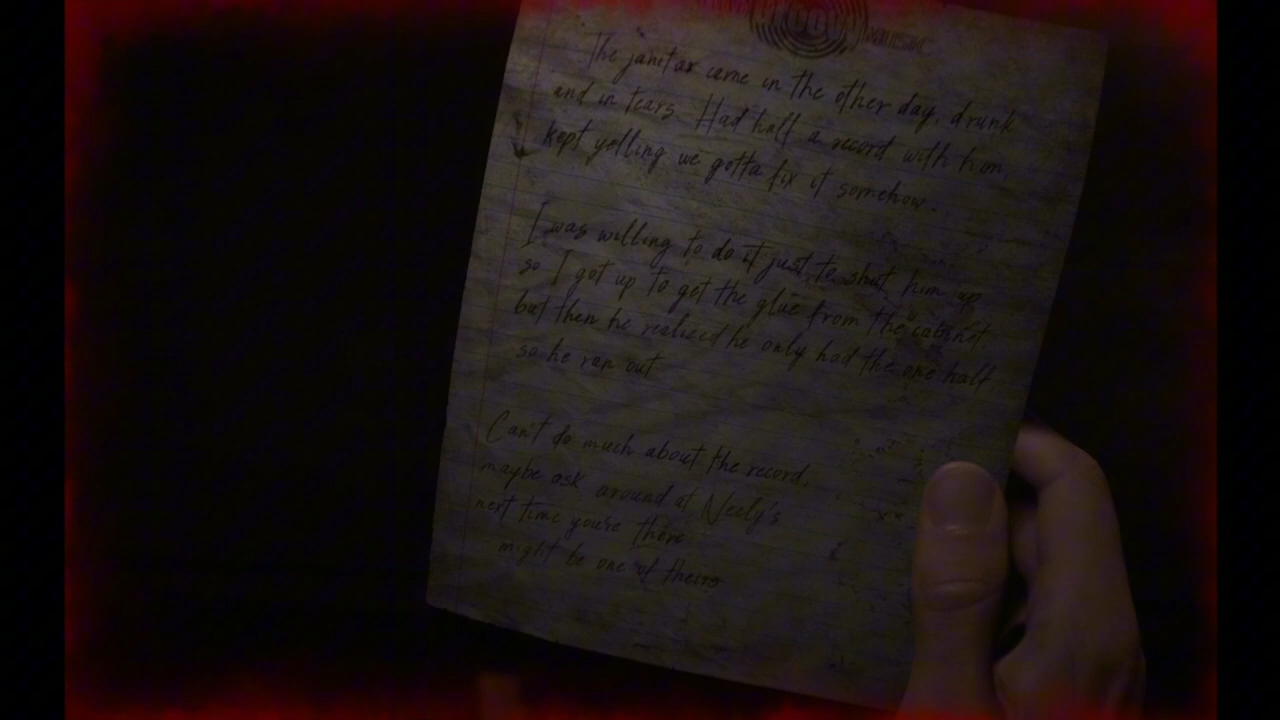 MUSIC
The janitor came in the other day, drunk
and in tears. Had half a record with him,
kept yelling we gotta fix it somehow.
I was willing to do it just to shut him up
so I got up to get the glue from the cabinet
but then he realized he only had the one half
so he ran out
Can't do much about the record,
maybe ask around at Neely's
next time you're there
might be one of theirs